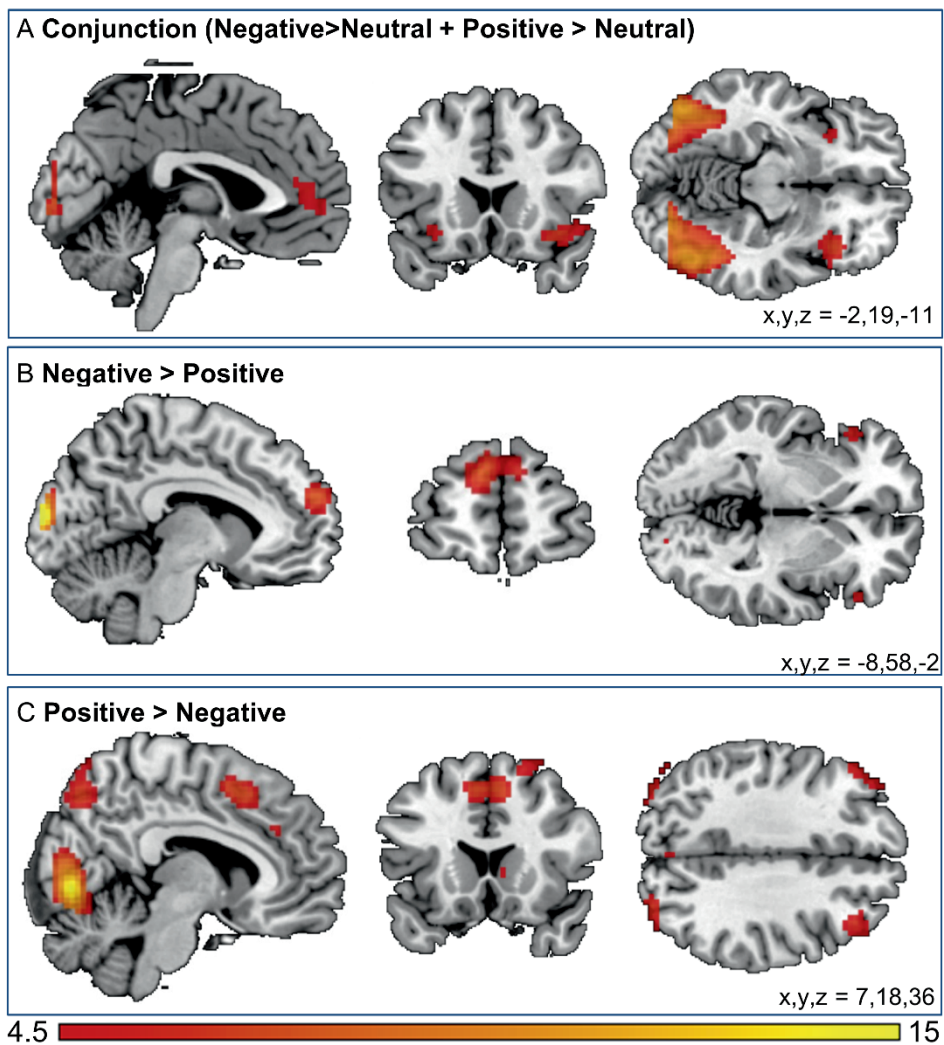 A Conjunction (Negative>Neutral + Positive > Neutral)
x,y,z = -2,19,-11
B Negative > Positive
x,y,z = -8,58,-2
C Positive > Negative
x,y,z = 7,18,36
4.5 15